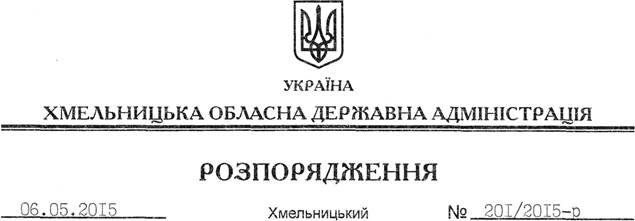 УКРАЇНА
ХМЕЛЬНИЦЬКА ОБЛАСНА ДЕРЖАВНА АДМІНІСТРАЦІЯ
РОЗПОРЯДЖЕННЯ
06.05.2015 Хмельницький № 201/2015-р